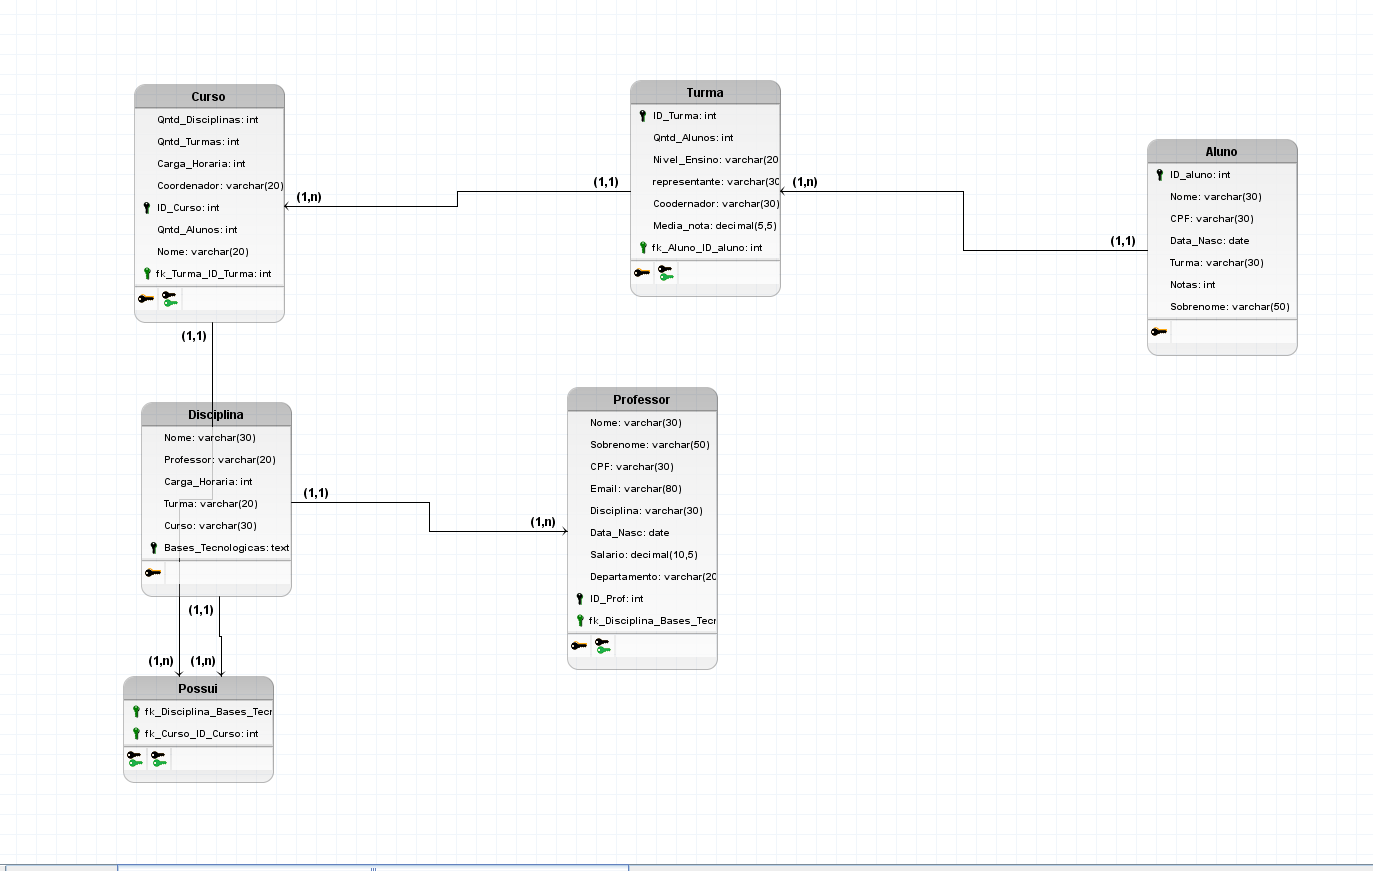 Curso
Qntd_Disciplinas: int
Qntd_Turmas: int
Carga_Horaria: int
Coordenador: varchar(20)
ID_Curso: int
Qntd_Alunos: int
Nome: varchar(20)
fk_Turma_ID_Turma: int
(1,n)
(1,1)
Turma
ID_Turma: int
Qntd_Alunos: int
Nivel_Ensino: varchar(20
representante: varchar(30
Coodernador: varchar(30)
Media_nota: decimal(5,5)
fk_Aluno_ID_aluno: int
(1,n)
(1,1)
Aluno
ID_aluno: int
Nome: varchar(30)
CPF: varchar(30)
Data_Nasc: date
Turma: varchar(30)
Notas: int
Sobrenome: varchar(50)
(1,1)
Disciplina
Nome: varchar(30)
Professor: varchar(20)
Carga_Horaria: int
Turma: varchar(20)
Curso: varchar(30)
Bases_Tecnologicas: text
(1,1)
(1,n)
Professor
Nome: varchar(30)
Sobrenome: varchar(50)
CPF: varchar(30)
Email: varchar(80)
Disciplina: varchar(30)
Data_Nasc: date
Salario: decimal(10,5)
Departamento: varchar(20
ID_Prof: int
fk_Disciplina_Bases_Tecr
(1,1)
(1,n) (1,n)
Possui
fk_Disciplina_Bases_Tecr
fk_Curso_ID_Curso: int